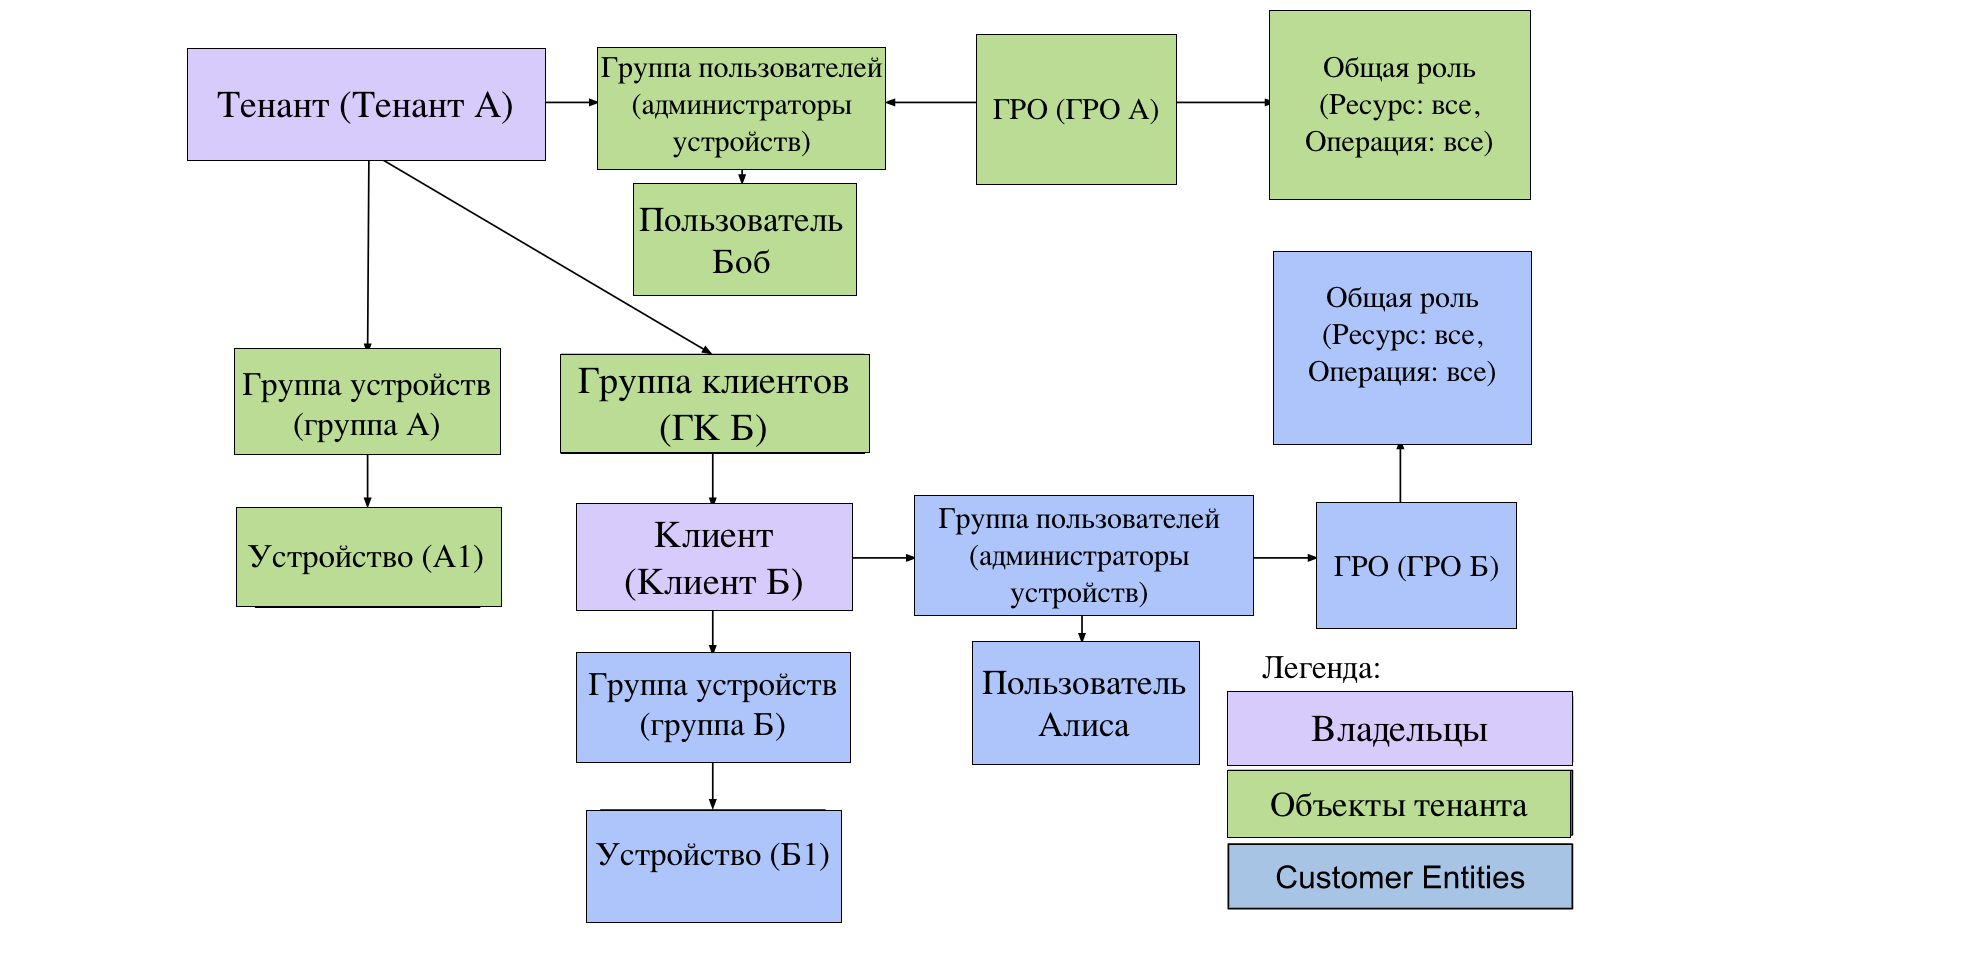 Тенант (Тенант А)
Группа пользователей
(администраторы
устройств)
ГРО (ГРО А)
Общая роль
(Ресурс: все,
Операция: все)
Пользователь
Боб
Общая роль
(Ресурс: все,
Операция: все)
Группа устройств
(группа А)
Группа клиентов
(ГК Б)
Устройство (А1)
Клиент
(Клиент Б)
Группа пользователей
(администраторы
устройств)
ГРО (ГРО Б)
Группа устройств
(группа Б)
Пользователь
Алиса
Устройство (Б1)
Легенда:
Владельцы
Объекты тенанта
Customer Entities